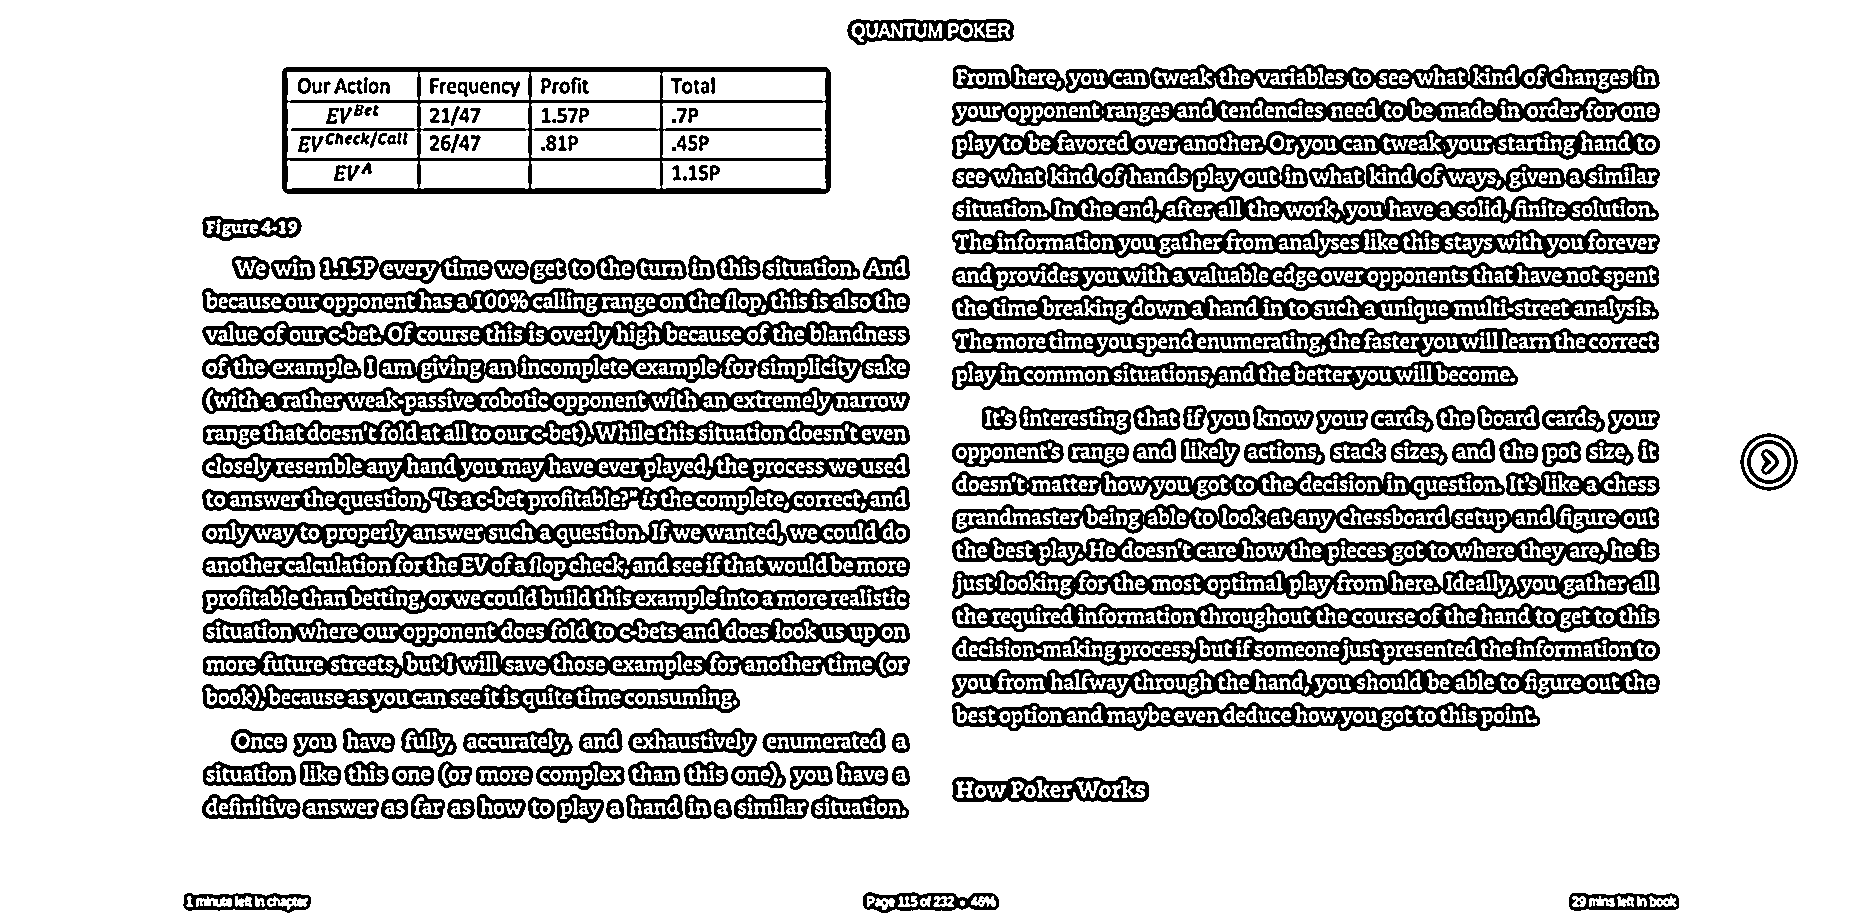 QUANTUM POKER
Our Action Frequency Profit Total
EV^Bet 21/47 1.57P .7P
EV^Check/Call 26/47 .81P .45P
EV^A 1.15P
Figure 4-19
We win 1.15P every time we get to the turn in this situation. And
because our opponent has a 100% calling range on the flop, this is also the
value of our c-bet. Of course this is overly high because of the blandness
of the example. I am giving an incomplete example for simplicity sake
(with a rather weak-passive robotic opponent with an extremely narrow
range that doesn't fold at all to our c-bet). While this situation doesn't even
closely resemble any hand you may have ever played, the process we used
to answer the question, "Is a c-bet profitable?" is the complete, correct, and
only way to properly answer such a question. If we wanted, we could do
another calculation for the EV of a flop check, and see if that would be more
profitable than betting, or we could build this example into a more realistic
situation where our opponent does fold to c-bets and does look us up on
more future streets, but I will save those examples for another time (or
book), because as you can see it is quite time consuming.
Once you have fully, accurately, and exhaustively enumerated a
situation like this one (or more complex than this one), you have a
definitive answer as far as how to play a hand in a similar situation.
From here, you can tweak the variables to see what kind of changes in
your opponent ranges and tendencies need to be made in order for one
play to be favored over another. Or you can tweak your starting hand to
see what kind of hands play out in what kind of ways, given a similar
situation. In the end, after all the work, you have a solid, finite solution.
The information you gather from analyses like this stays with you forever
and provides you with a valuable edge over opponents that have not spent
the time breaking down a hand in to such a unique multi-street analysis.
The more time you spend enumerating, the faster you will learn the correct
play in common situations, and the better you will become.
It's interesting that if you know your cards, the board cards, your
opponent's range and likely actions, stack sizes, and the pot size, it
doesn't matter how you got to the decision in question. It's like a chess
grandmaster being able to look at any chessboard setup and figure out
the best play. He doesn't care how the pieces got to where they are, he is
just looking for the most optimal play from here. Ideally, you gather all
the required information throughout the course of the hand to get to this
decision-making process, but if someone just presented the information to
you from halfway through the hand, you should be able to figure out the
best option and maybe even deduce how you got to this point.
How Poker Works
1 minute left in chapter
Page 115 of 232 • 46%
29 mins left in book